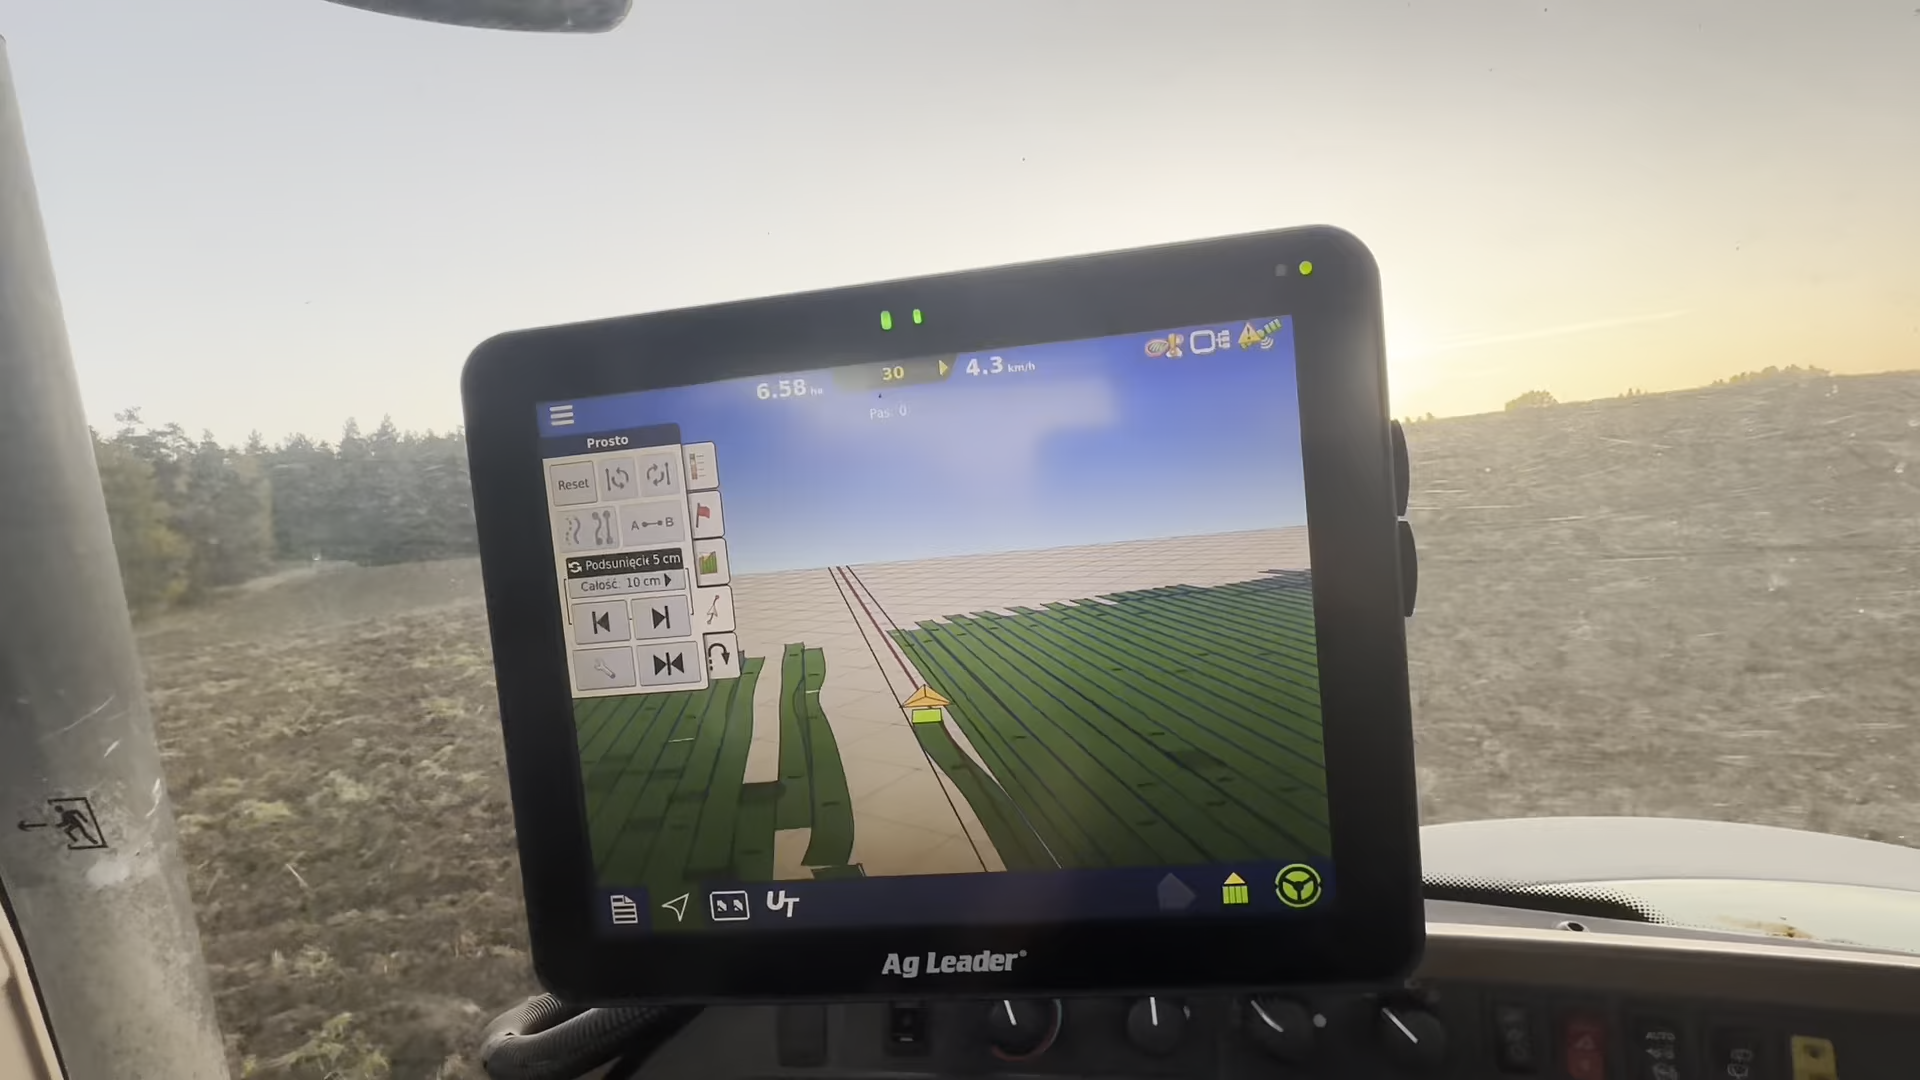 6.58 ha
30
4.3 km/h
Pas: 0
Prosto
Reset
A B
Podsunięcie 5 cm
Całość: 10 cm
UT
Ag Leader®
AUTO